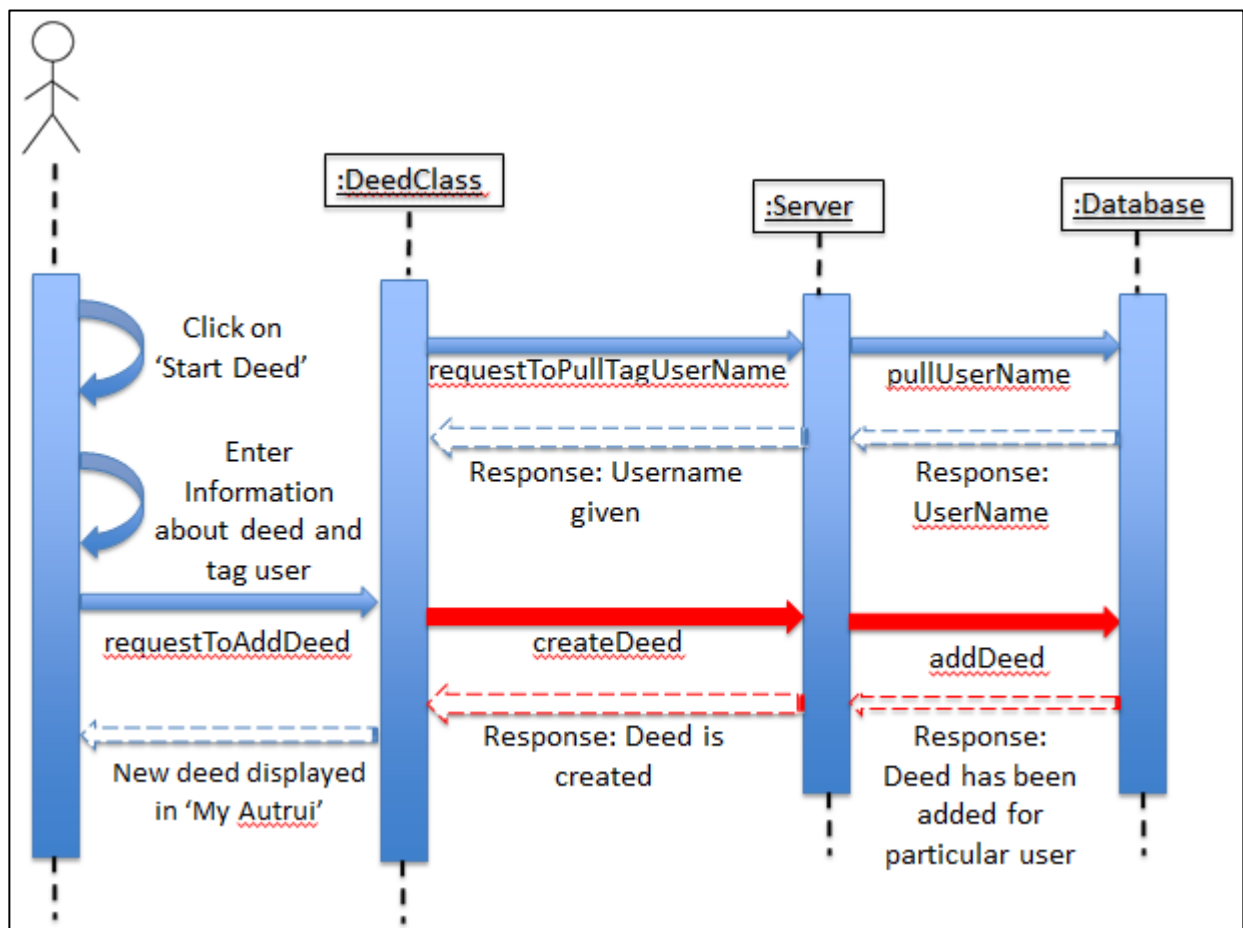 :DeedClass
:Server
:Database
Click on
‘Start Deed’
requestToPullTagUserName
pullUserName
Enter
Information
about deed and
tag user
Response: Username
given
Response:
UserName
requestToAddDeed
createDeed
addDeed
New deed displayed
in ‘My Autrui’
Response: Deed is
created
Response:
Deed has been
added for
particular user